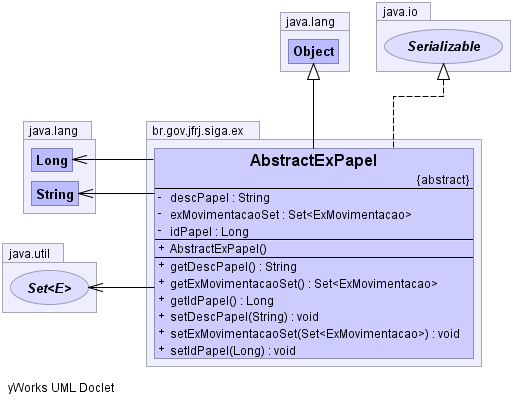 java.lang
Object
java.io
Serializable
java.lang
Long
String
java.util
Set<E>
br.gov.jfrj.siga.ex
AbstractExPapel
{abstract}
- descPapel : String
- exMovimentacaoSet : Set<ExMovimentacao>
- idPapel : Long
+ AbstractExPapel()
+ getDescPapel() : String
+ getExMovimentacaoSet() : Set<ExMovimentacao>
+ getIdPapel() : Long
+ setDescPapel(String) : void
+ setExMovimentacaoSet(Set<ExMovimentacao>) : void
+ setIdPapel(Long) : void
yWorks UML Doclet